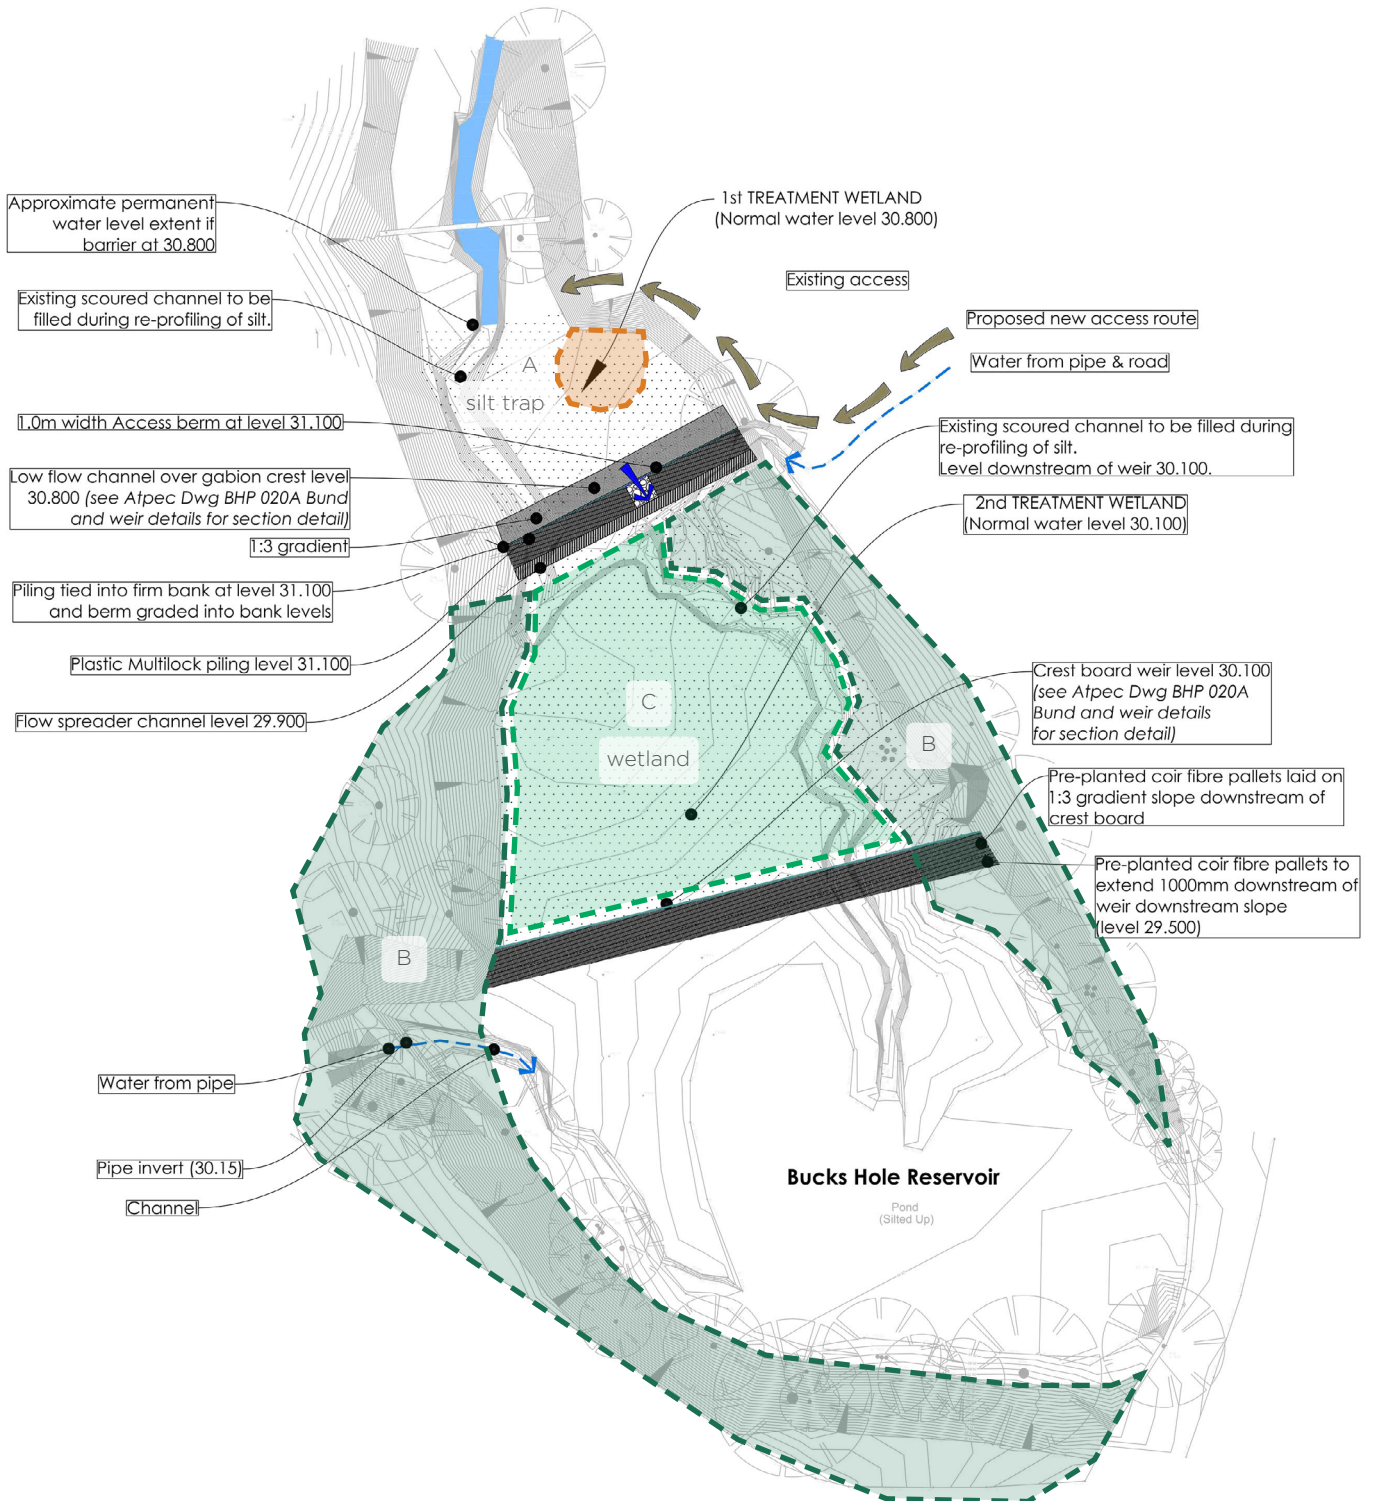 Approximate permanent
water level extent if
barrier at 30.800
Existing scoured channel to be
filled during re-profiling of silt.
1.0m width Access berm at level 31.100
Low flow channel over gabion crest level
30.800 (see Atpec Dwg BHP 020A Bund
and weir details for section detail)
1:3 gradient
Piling tied into firm bank at level 31.100
and berm graded into bank levels
Plastic Multilock piling level 31.100
Flow spreader channel level 29.900
Water from pipe
Pipe invert (30.15)
Channel
1st TREATMENT WETLAND
(Normal water level 30.800)
Existing access
Proposed new access route
Water from pipe & road
Existing scoured channel to be filled during
re-profiling of silt.
Level downstream of weir 30.100.
2nd TREATMENT WETLAND
(Normal water level 30.100)
Crest board weir level 30.100
(see Atpec Dwg BHP 020A
Bund and weir details
for section detail)
Pre-planted coir fibre pallets laid on
1:3 gradient slope downstream of
crest board
Pre-planted coir fibre pallets to
extend 1000mm downstream of
weir downstream slope
(level 29.500)
A
silt trap
C
wetland
B
B
Bucks Hole Reservoir
Pond
(Silted Up)